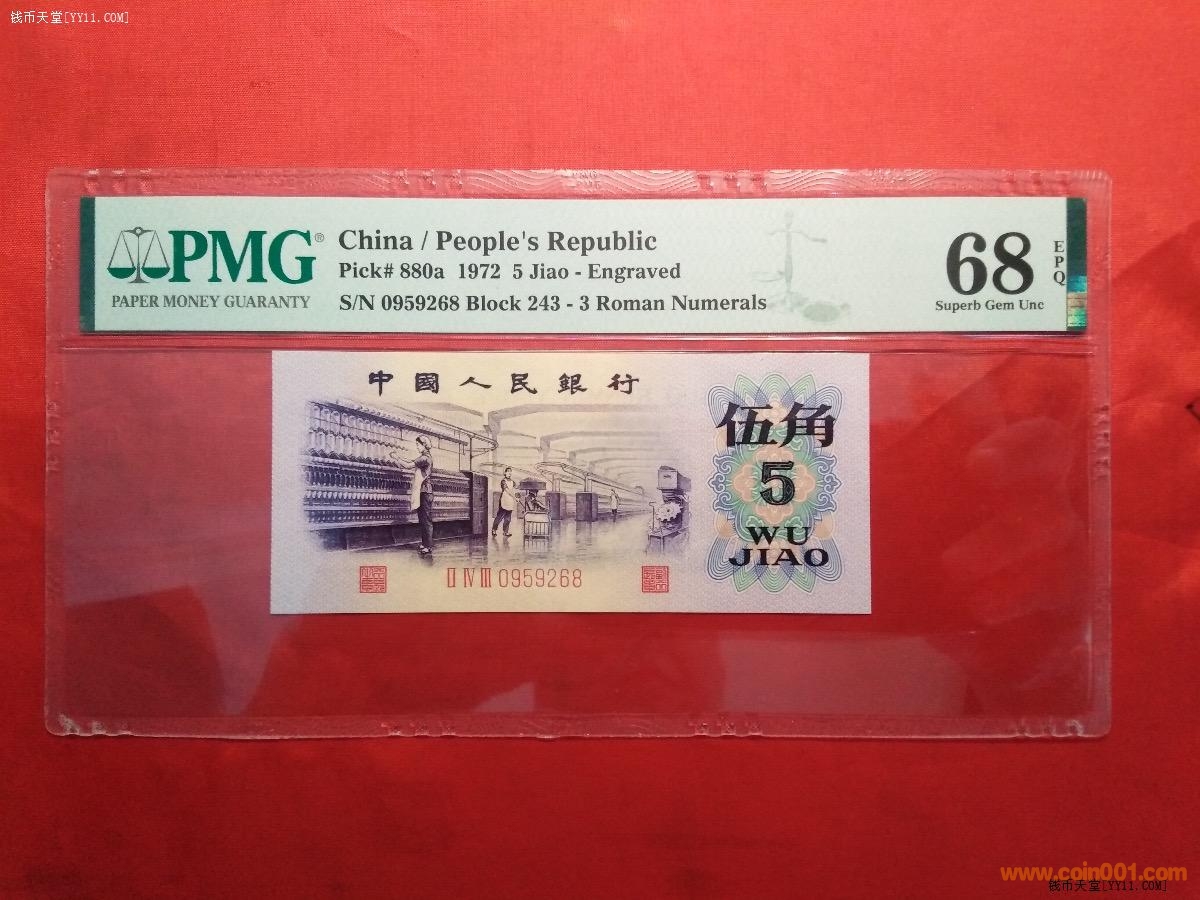 钱币天堂[YY11.COM]
PMG®
PAPER MONEY GUARANTY
China / People's Republic
Pick# 880a 1972 5 Jiao - Engraved
S/N 0959268 Block 243 - 3 Roman Numerals
68
EPQ
Superb Gem Unc
中國人民銀行
伍角
5
WU
JIAO
II IV III 0959268
www.coin001.com
钱币天堂[YY11.COM]